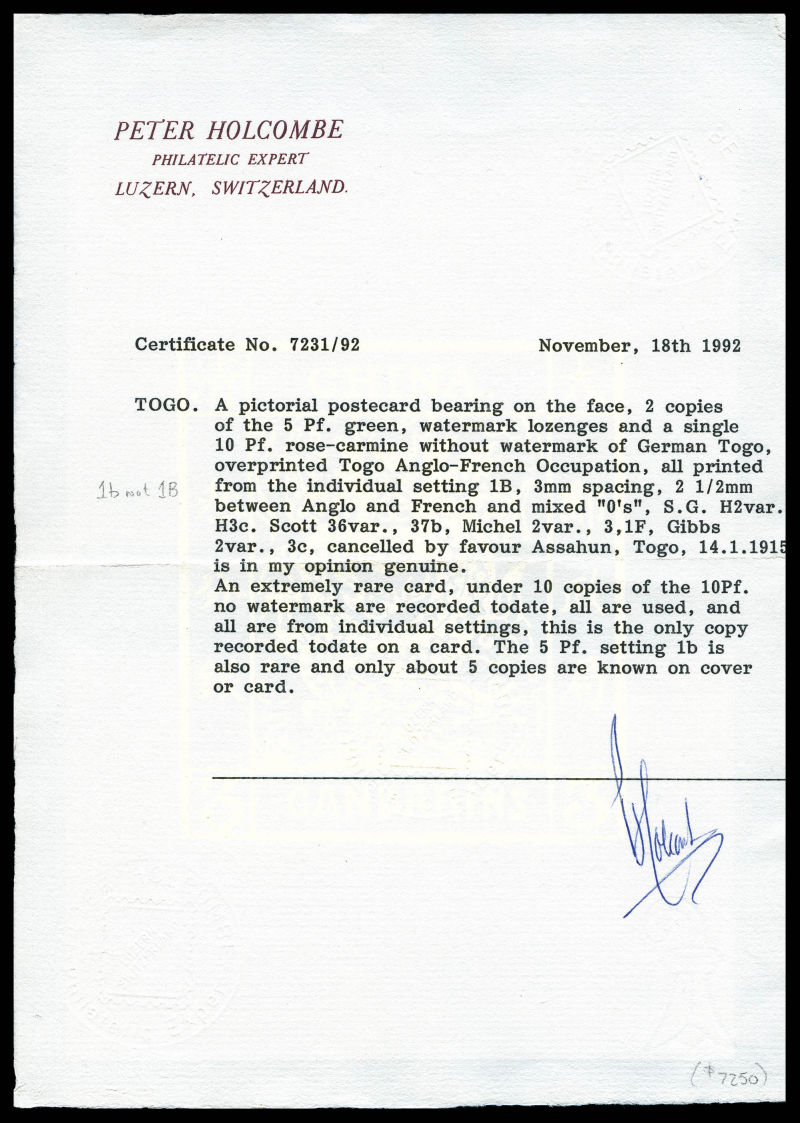 PETER HOLCOMBE
PHILATELIC EXPERT
LUZERN, SWITZERLAND.
Certificate No. 7231/92 November, 18th 1992
TOGO. A pictorial postecard bearing on the face, 2 copies
of the 5 Pf. green, watermark lozenges and a single
10 Pf. rose-carmine without watermark of German Togo,
overprinted Togo Anglo-French Occupation, all printed
1b not 1B
from the individual setting 1B, 3mm spacing, 2 1/2mm
between Anglo and French and mixed "0's", S.G. H2var.
H3c. Scott 36var., 37b, Michel 2var., 3,1F, Gibbs
2var., 3c, cancelled by favour Assahun, Togo, 14.1.1915
is in my opinion genuine.
An extremely rare card, under 10 copies of the 10Pf.
no watermark are recorded todate, all are used, and
all are from individual settings, this is the only copy
recorded todate on a card. The 5 Pf. setting 1b is
also rare and only about 5 copies are known on cover
or card.
($7250)